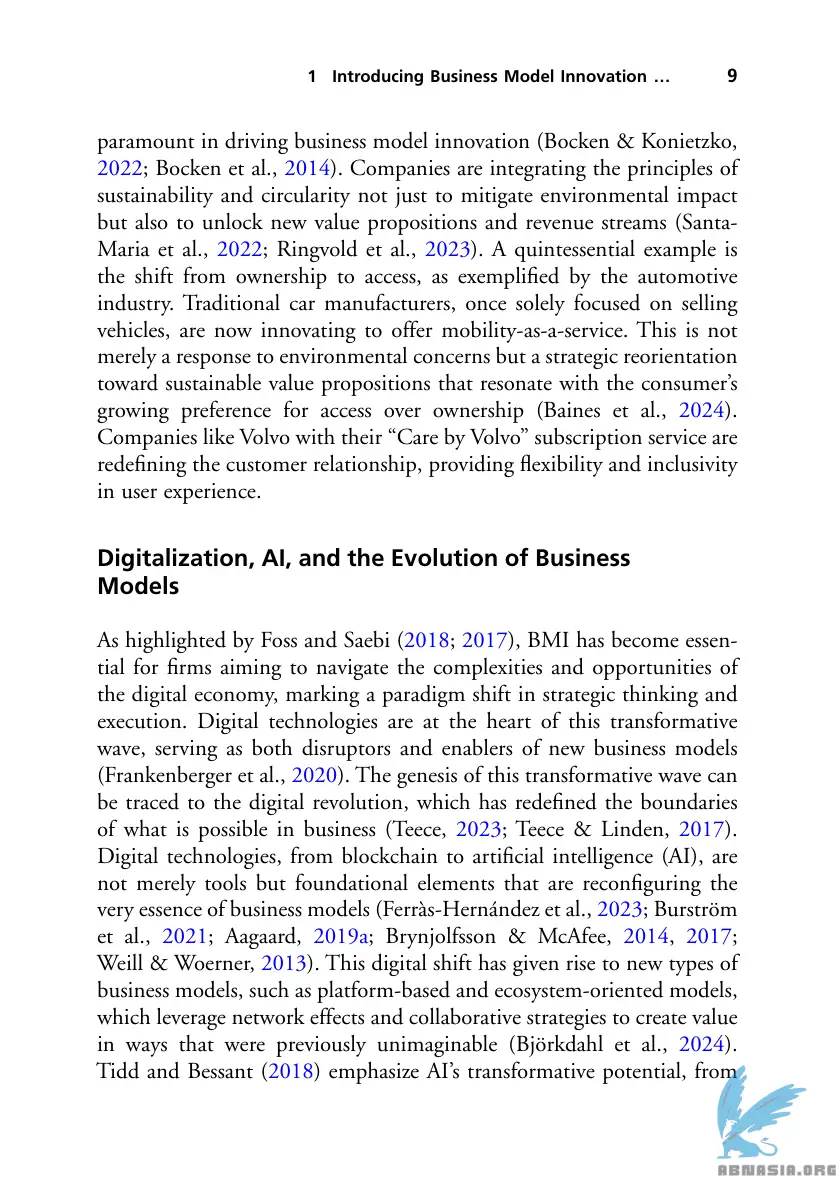 1 Introducing Business Model Innovation … 9
paramount in driving business model innovation (Bocken & Konietzko,
2022; Bocken et al., 2014). Companies are integrating the principles of
sustainability and circularity not just to mitigate environmental impact
but also to unlock new value propositions and revenue streams (Santa-
Maria et al., 2022; Ringvold et al., 2023). A quintessential example is
the shift from ownership to access, as exemplified by the automotive
industry. Traditional car manufacturers, once solely focused on selling
vehicles, are now innovating to offer mobility-as-a-service. This is not
merely a response to environmental concerns but a strategic reorientation
toward sustainable value propositions that resonate with the consumer’s
growing preference for access over ownership (Baines et al., 2024).
Companies like Volvo with their “Care by Volvo” subscription service are
redefining the customer relationship, providing flexibility and inclusivity
in user experience.
Digitalization, AI, and the Evolution of Business
Models
As highlighted by Foss and Saebi (2018; 2017), BMI has become essen-
tial for firms aiming to navigate the complexities and opportunities of
the digital economy, marking a paradigm shift in strategic thinking and
execution. Digital technologies are at the heart of this transformative
wave, serving as both disruptors and enablers of new business models
(Frankenberger et al., 2020). The genesis of this transformative wave can
be traced to the digital revolution, which has redefined the boundaries
of what is possible in business (Teece, 2023; Teece & Linden, 2017).
Digital technologies, from blockchain to artificial intelligence (AI), are
not merely tools but foundational elements that are reconfiguring the
very essence of business models (Ferràs-Hernández et al., 2023; Burström
et al., 2021; Aagaard, 2019a; Brynjolfsson & McAfee, 2014, 2017;
Weill & Woerner, 2013). This digital shift has given rise to new types of
business models, such as platform-based and ecosystem-oriented models,
which leverage network effects and collaborative strategies to create value
in ways that were previously unimaginable (Björkdahl et al., 2024).
Tidd and Bessant (2018) emphasize AI’s transformative potential, from
ABNASIA.ORG